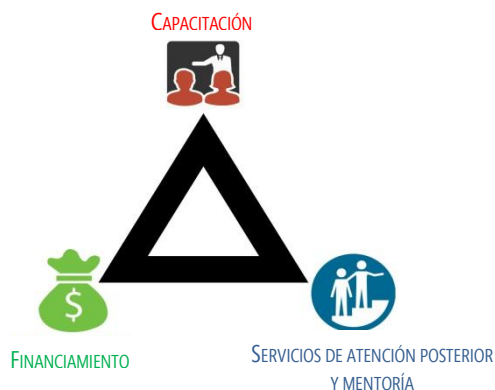 CAPACITACIÓN
$
FINANCIAMIENTO
SERVICIOS DE ATENCIÓN POSTERIOR
Y MENTORÍA